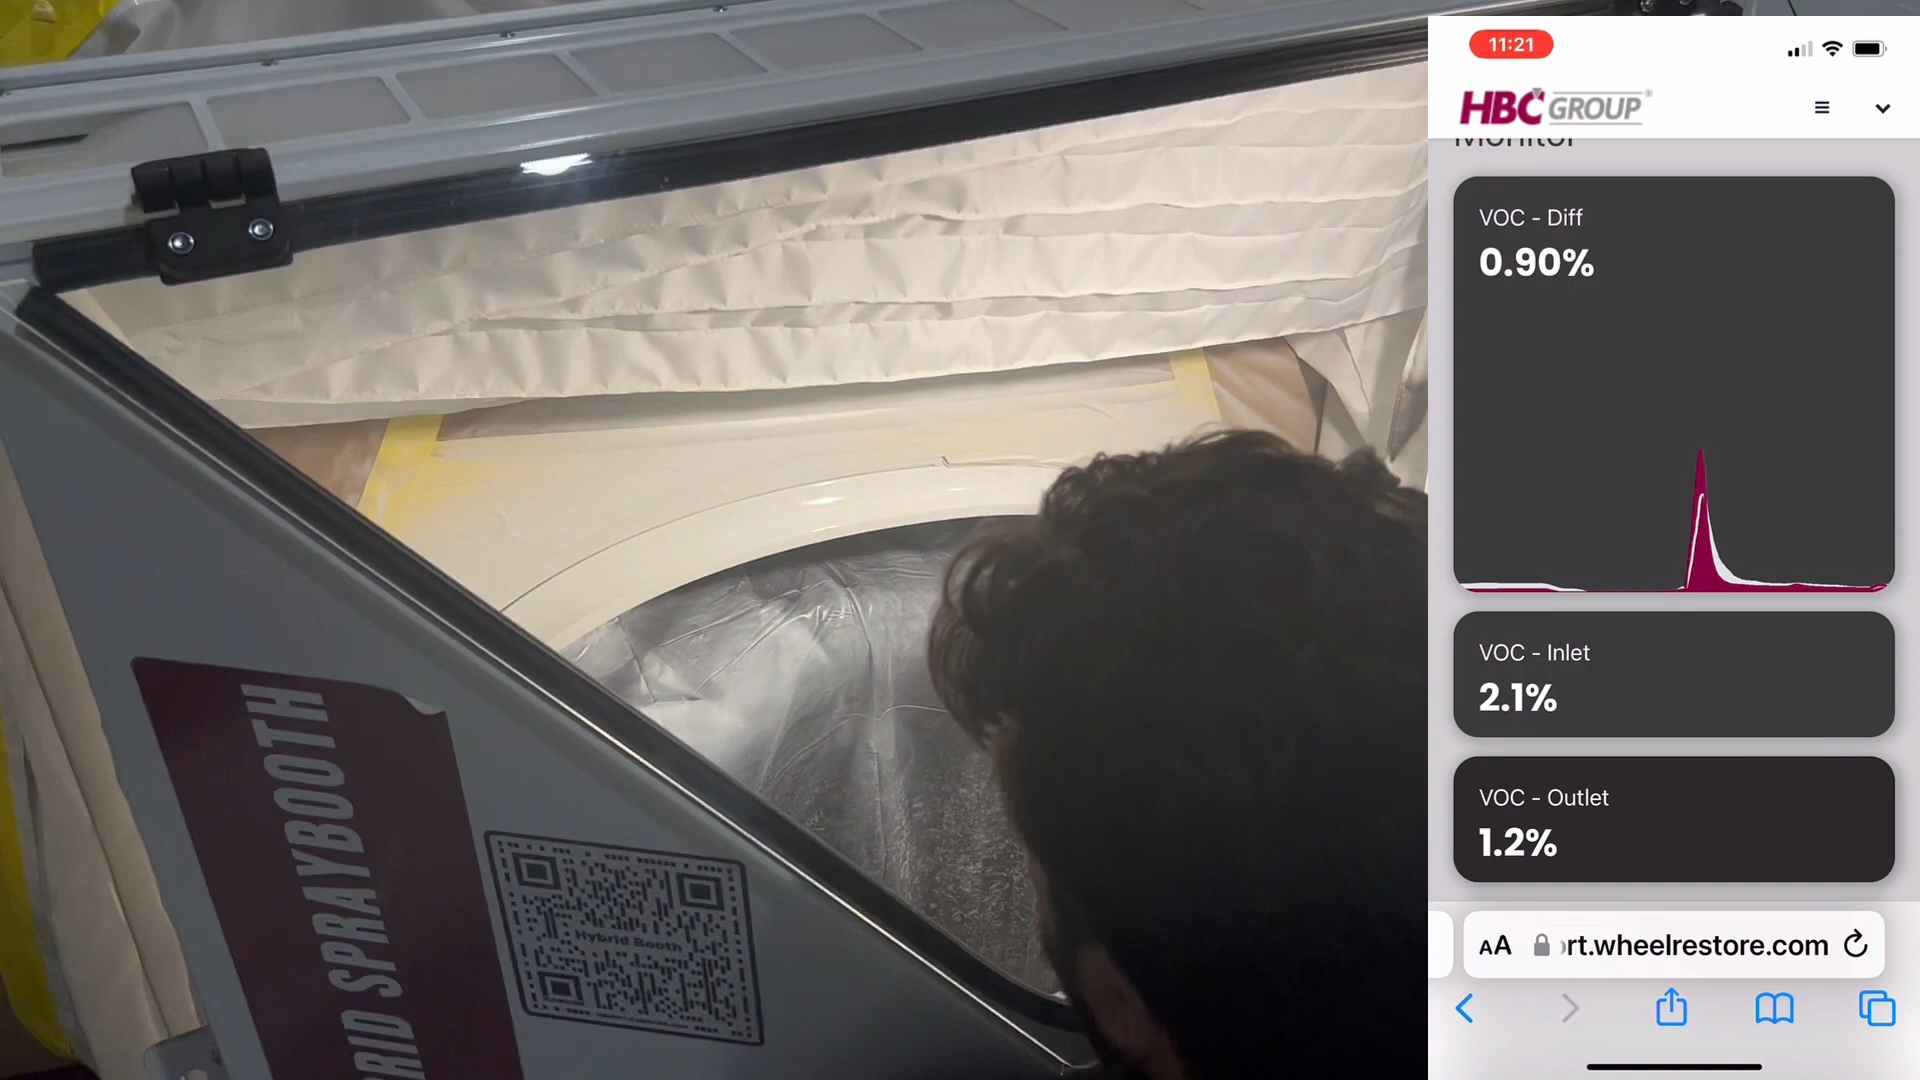 11:21
HBC GROUP®
Monitor
VOC - Diff
0.90%
VOC - Inlet
2.1%
VOC - Outlet
1.2%
AA
rt.wheelrestore.com
RID SPRAYBOOTH
Hybrid Booth